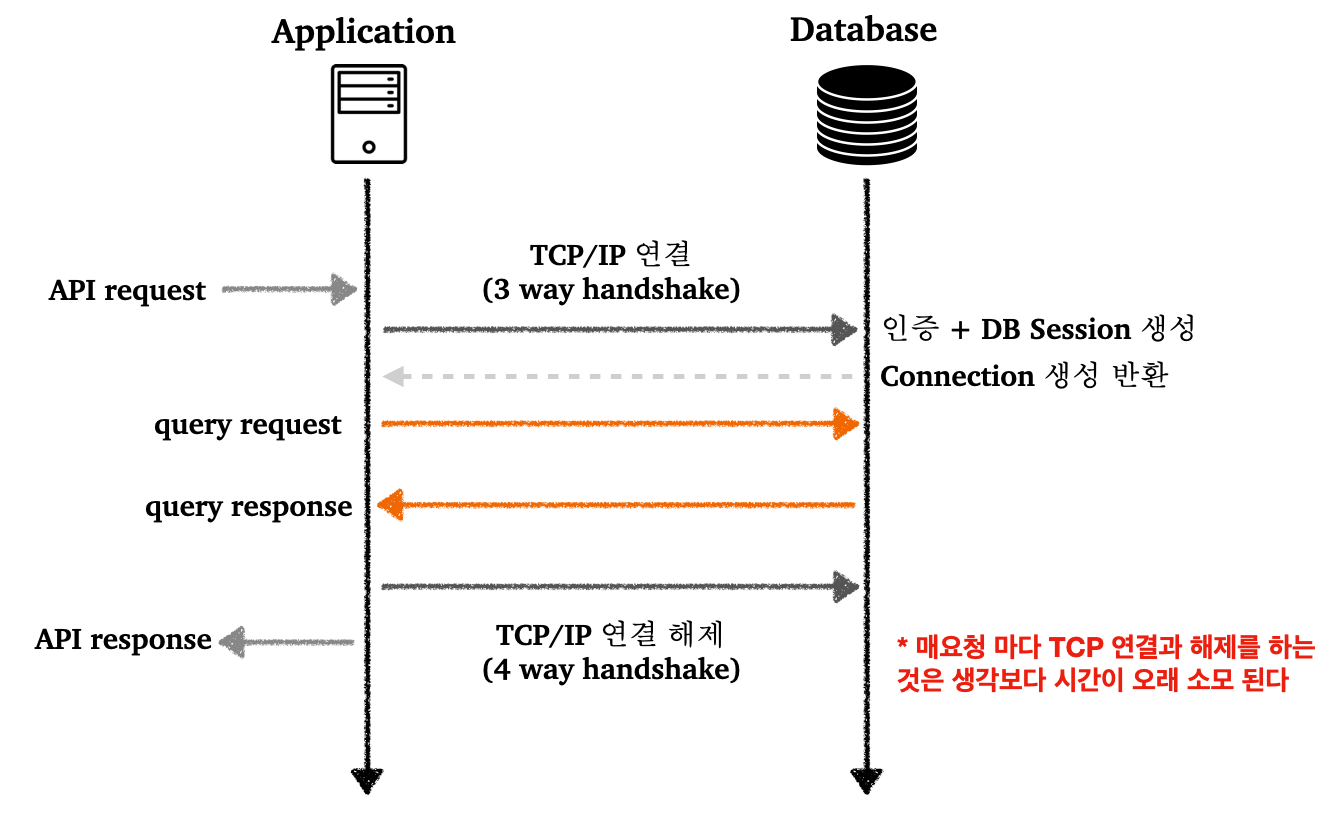 Application
Database
TCP/IP 연결
(3 way handshake)
API request
인증 + DB Session 생성
Connection 생성 반환
query request
query response
TCP/IP 연결 해제
(4 way handshake)
API response
* 매요청 마다 TCP 연결과 해제를 하는
것은 생각보다 시간이 오래 소모 된다